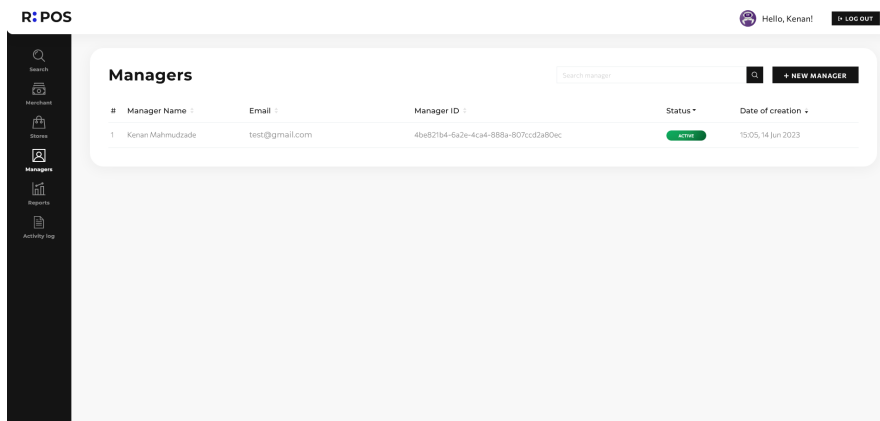 R:POS
Hello, Kenan!
LOG OUT
Search
Merchant
Stores
Managers
Reports
Activity log
Managers
Search manager
+ NEW MANAGER
# Manager Name Email Manager ID Status Date of creation
1 Kenan Mahmudzade test@gmail.com 4be821b4-6a2e-4ca4-888a-807ccd2a80ec ACTIVE 15:05, 14 Jun 2023